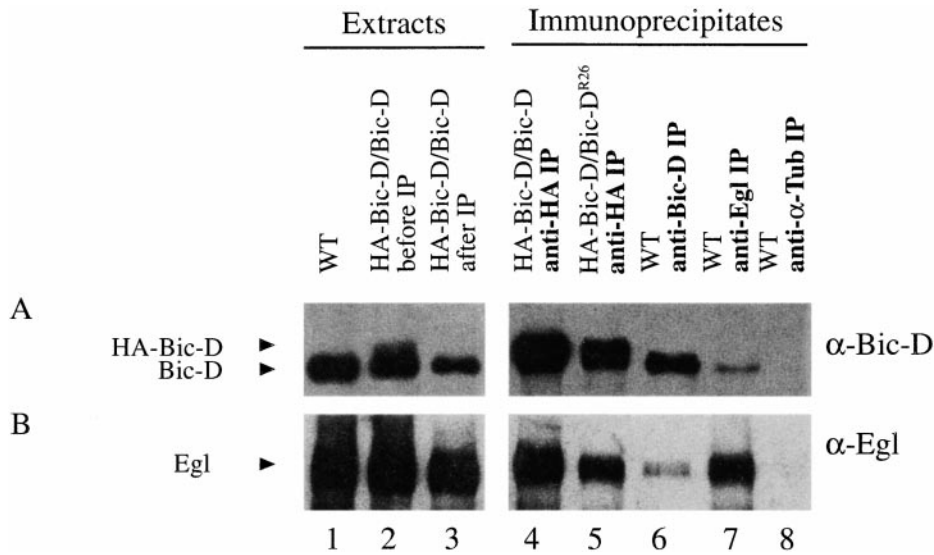 Extracts
Immunoprecipitates
WT
HA-Bic-D/Bic-D
before IP
HA-Bic-D/Bic-D
after IP
HA-Bic-D/Bic-D
anti-HA IP
HA-Bic-D/Bic-D^R26
anti-HA IP
WT
anti-Bic-D IP
WT
anti-Egl IP
WT
anti-α-Tub IP
A
HA-Bic-D
Bic-D
α-Bic-D
B
Egl
α-Egl
1 2 3 4 5 6 7 8